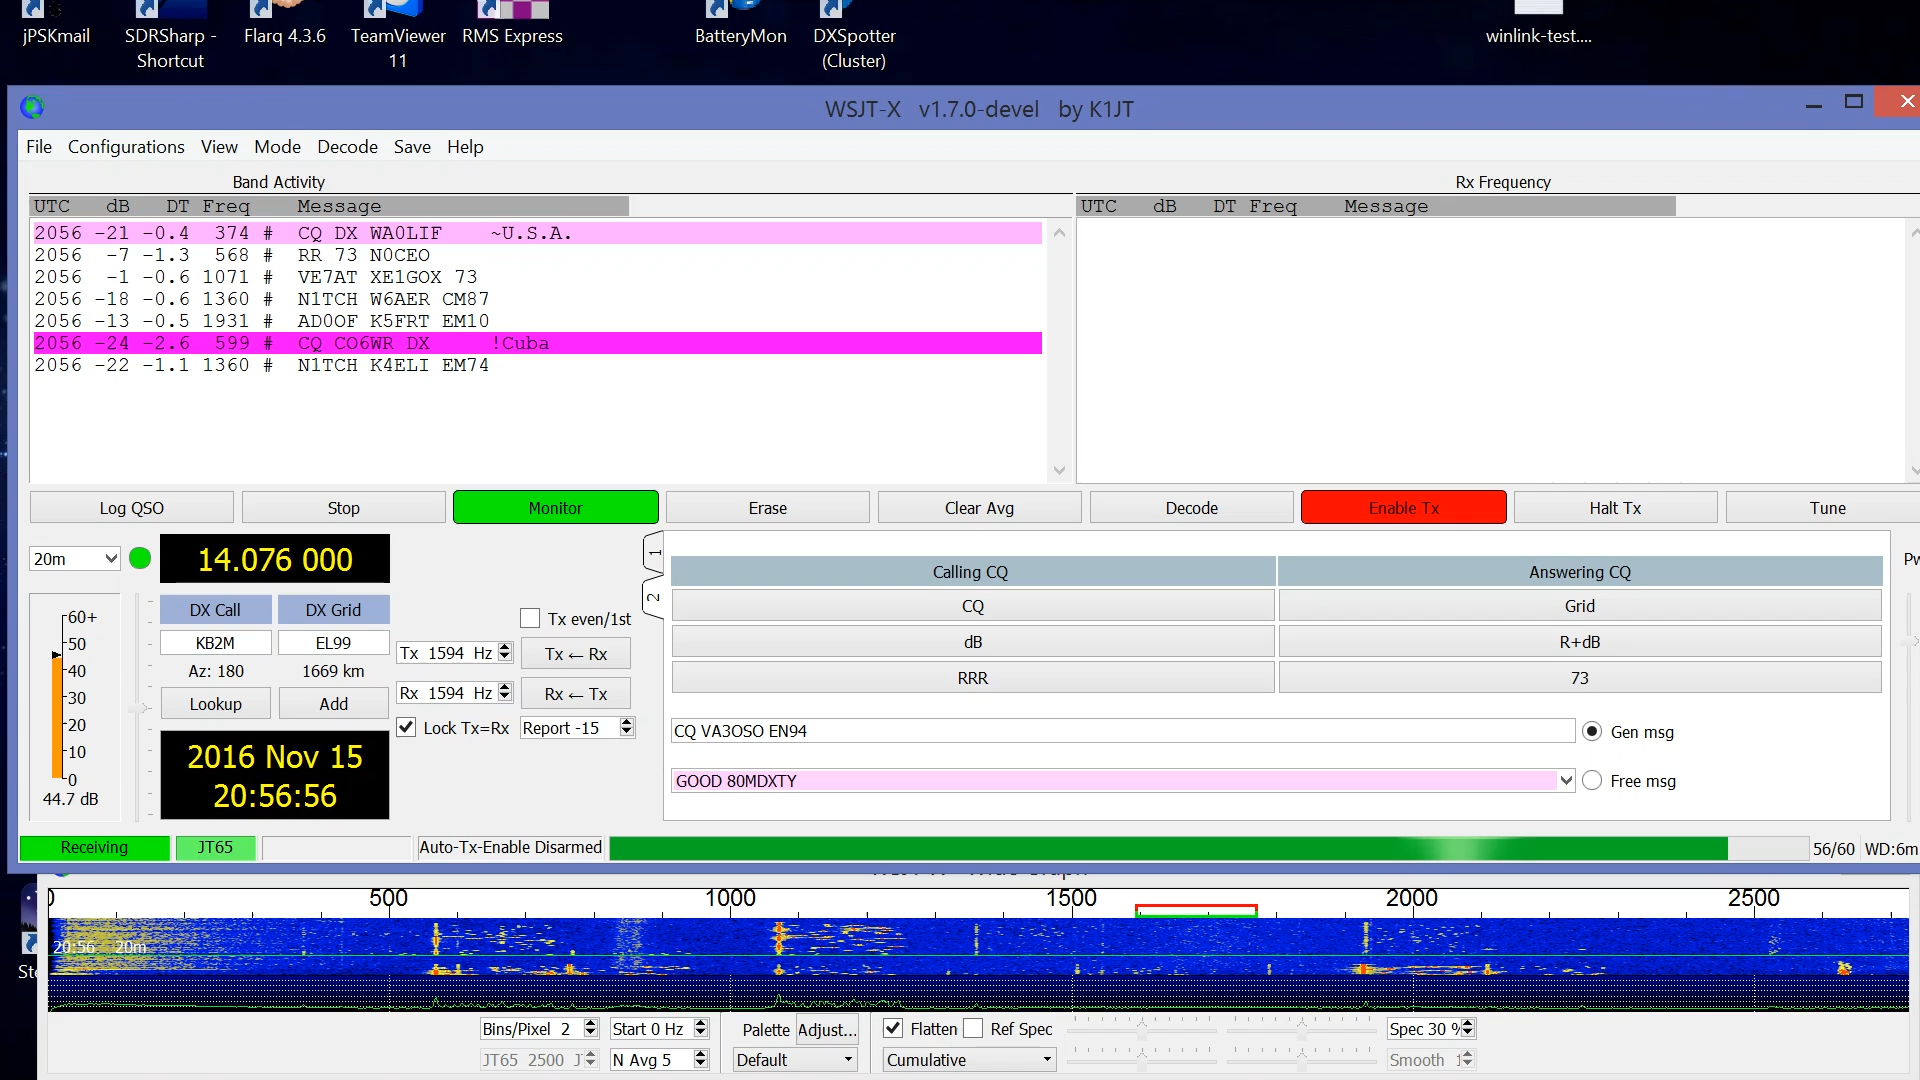 jPSKmail
SDRSharp - Shortcut
Flarq 4.3.6
TeamViewer 11
RMS Express
BatteryMon
DXSpotter (Cluster)
winlink-test....
WSJT-X v1.7.0-devel by K1JT
File Configurations View Mode Decode Save Help
Band Activity
UTC dB DT Freq Message
2056 -21 -0.4 374 # CQ DX WA0LIF ~U.S.A.
2056 -7 -1.3 568 # RR 73 N0CEO
2056 -1 -0.6 1071 # VE7AT XE1GOX 73
2056 -18 -0.6 1360 # N1TCH W6AER CM87
2056 -13 -0.5 1931 # AD0OF K5FRT EM10
2056 -24 -2.6 599 # CQ CO6WR DX !Cuba
2056 -22 -1.1 1360 # N1TCH K4ELI EM74
Rx Frequency
UTC dB DT Freq Message
Log QSO Stop Monitor Erase Clear Avg Decode Enable Tx Halt Tx Tune
20m 14.076 000
60+
50
40
30
20
10
0
44.7 dB
DX Call DX Grid
KB2M EL99
Az: 180 1669 km
Lookup Add
2016 Nov 15
20:56:56
Tx even/1st
Tx 1594 Hz Tx ← Rx
Rx 1594 Hz Rx ← Tx
Lock Tx=Rx Report -15
1
2
Calling CQ Answering CQ
CQ Grid
dB R+dB
RRR 73
CQ VA3OSO EN94 Gen msg
GOOD 80MDXTY Free msg
Receiving JT65 Auto-Tx-Enable Disarmed 56/60 WD:6m
0 500 1000 1500 2000 2500
20:56 20m
Bins/Pixel 2 Start 0 Hz Palette Adjust... Flatten Ref Spec Spec 30 %
JT65 2500 N Avg 5 Default Cumulative Smooth 1